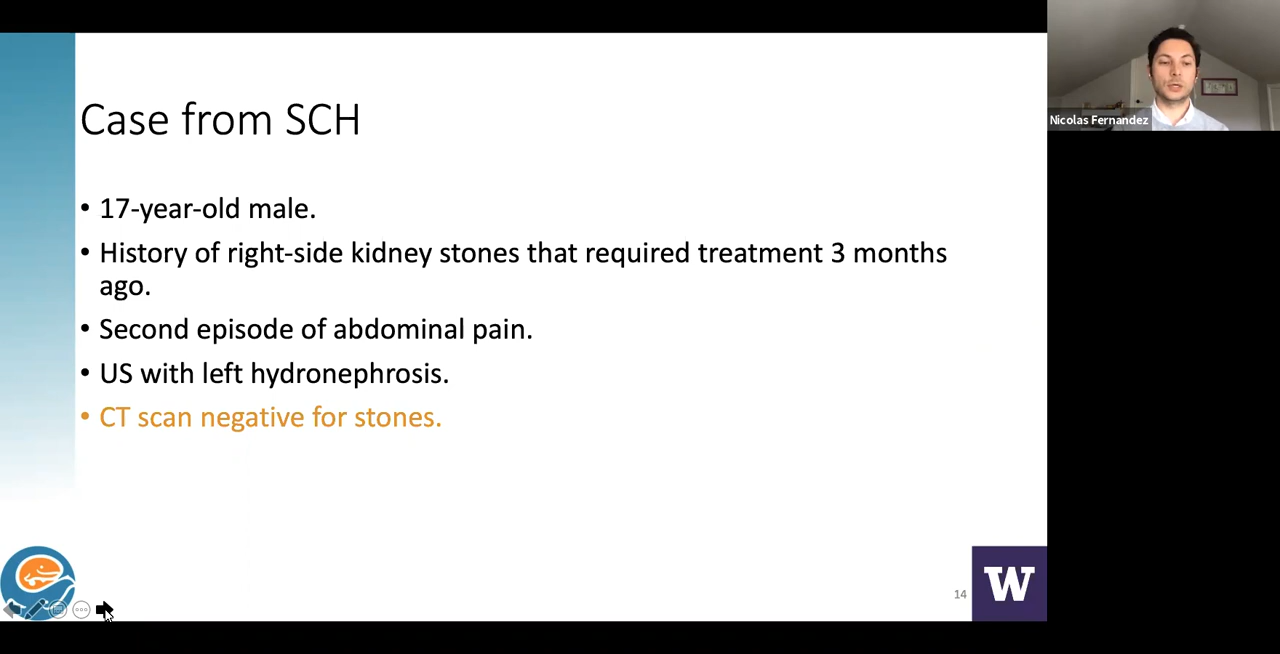 Case from SCH
• 17-year-old male.
• History of right-side kidney stones that required treatment 3 months
ago.
• Second episode of abdominal pain.
• US with left hydronephrosis.
• CT scan negative for stones.
14
W
Nicolas Fernandez